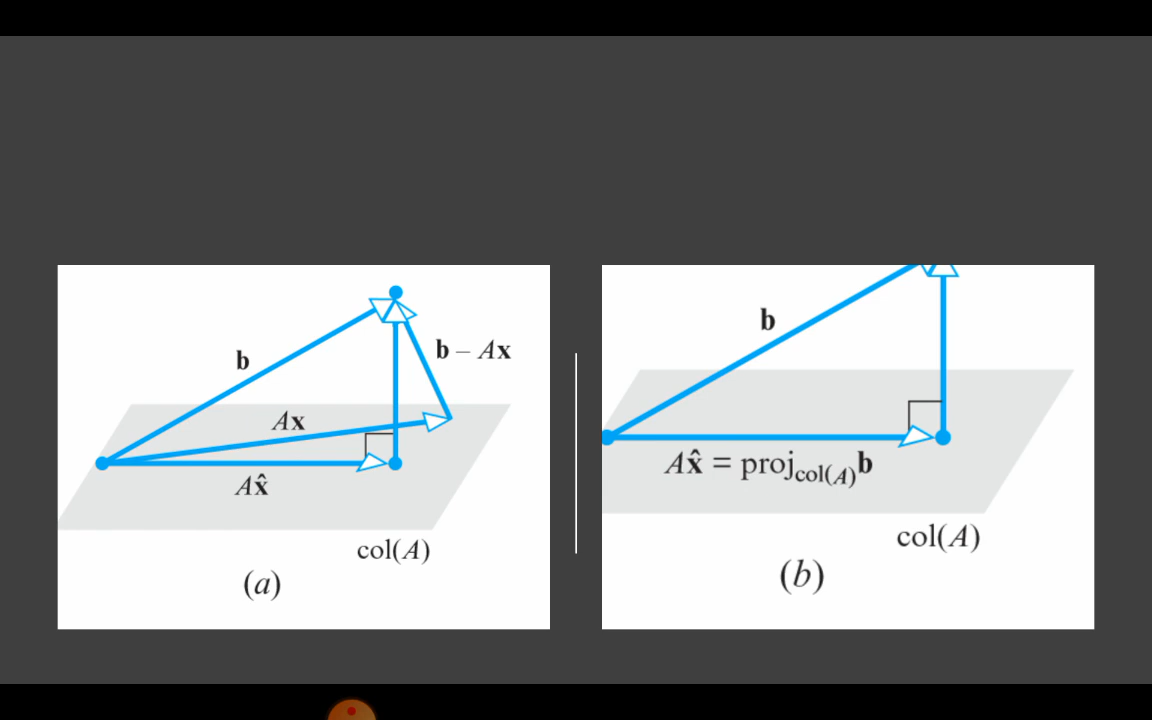 b
b – Ax
Ax
Ax̂
col(A)
(a)
b
Ax̂ = proj_col(A) b
col(A)
(b)